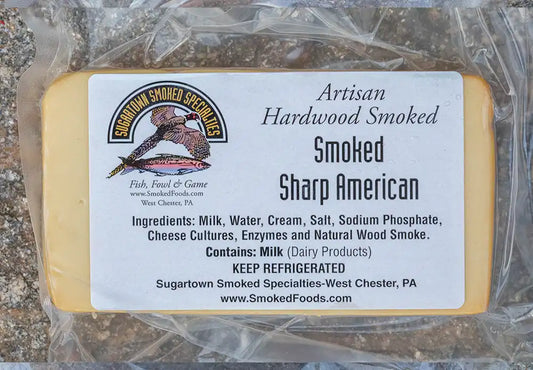 SUGARTOWN SMOKED SPECIALTIES
Fish, Fowl & Game
www.SmokedFoods.com
West Chester, PA
Artisan
Hardwood Smoked
Smoked
Sharp American
Ingredients: Milk, Water, Cream, Salt, Sodium Phosphate,
Cheese Cultures, Enzymes and Natural Wood Smoke.
Contains: Milk (Dairy Products)
KEEP REFRIGERATED
Sugartown Smoked Specialties-West Chester, PA
www.SmokedFoods.com